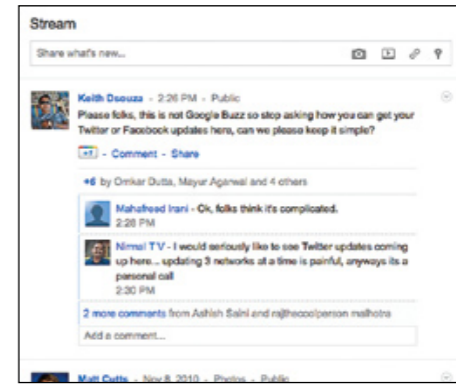 Stream
Share what's new...
Keith Dsouza - 2:26 PM - Public
Please folks, this is not Google Buzz so stop asking how you can get your
Twitter or Facebook updates here, can we please keep it simple?
+1 - Comment - Share
+6 by Omkar Dutta, Mayur Agarwal and 4 others
Mahafreed Irani - Ok, folks think it's complicated.
2:28 PM
Nirmal TV - I would seriously like to see Twitter updates coming
up here... updating 3 networks at a time is painful, anyways its a
personal call
2:30 PM
2 more comments from Ashish Saini and rajthecoolperson malhotra
Add a comment...
Matt Cutts - Nov 8, 2010 - Photos - Public